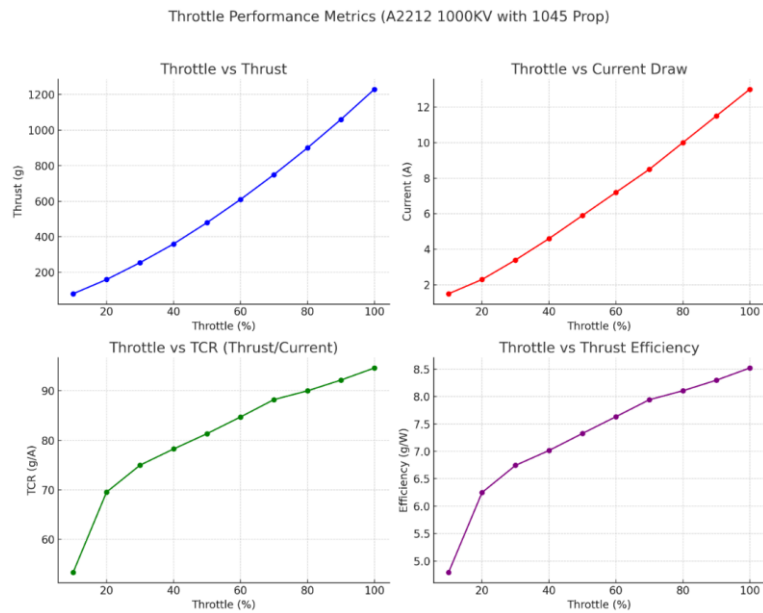 Throttle Performance Metrics (A2212 1000KV with 1045 Prop)
Throttle vs Thrust
Thrust (g)
1200
1000
800
600
400
200
20 40 60 80 100
Throttle (%)
Throttle vs Current Draw
Current (A)
12
10
8
6
4
2
20 40 60 80 100
Throttle (%)
Throttle vs TCR (Thrust/Current)
TCR (g/A)
90
80
70
60
20 40 60 80 100
Throttle (%)
Throttle vs Thrust Efficiency
Efficiency (g/W)
8.5
8.0
7.5
7.0
6.5
6.0
5.5
5.0
20 40 60 80 100
Throttle (%)